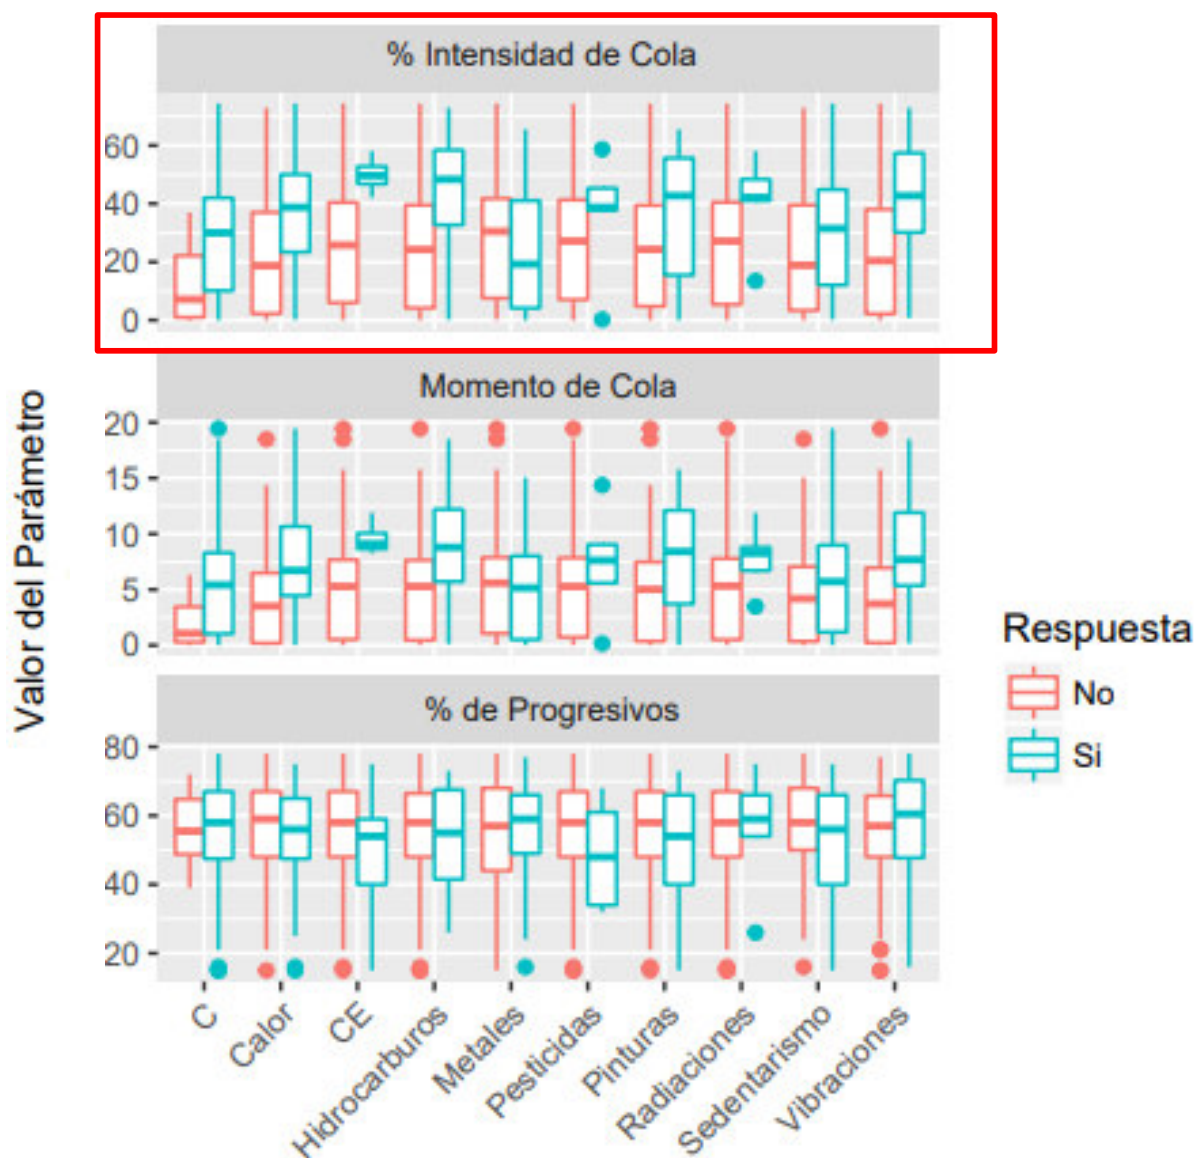 % Intensidad de Cola
60
40
20
0
Momento de Cola
20
15
10
5
0
% de Progresivos
80
60
40
20
C
Calor
CE
Hidrocarburos
Metales
Pesticidas
Pinturas
Radiaciones
Sedentarismo
Vibraciones
Valor del Parámetro
Respuesta
No
Si